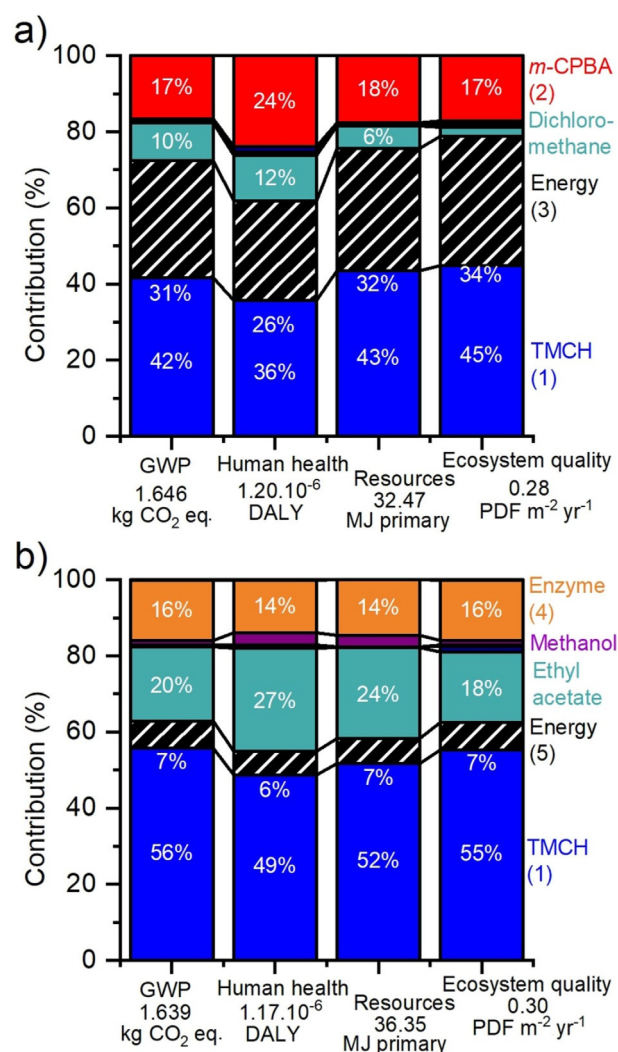 a)
Contribution (%)
100
80
60
40
20
0
17%
24%
18%
17%
10%
12%
6%
31%
26%
32%
34%
42%
36%
43%
45%
m-CPBA
(2)
Dichloro-
methane
Energy
(3)
TMCH
(1)
GWP
1.646
kg CO₂ eq.
Human health
1.20.10⁻⁶
DALY
Resources
32.47
MJ primary
Ecosystem quality
0.28
PDF m⁻² yr⁻¹
b)
Contribution (%)
100
80
60
40
20
0
16%
14%
14%
16%
20%
27%
24%
18%
7%
6%
7%
7%
56%
49%
52%
55%
Enzyme
(4)
Methanol
Ethyl
acetate
Energy
(5)
TMCH
(1)
GWP
1.639
kg CO₂ eq.
Human health
1.17.10⁻⁶
DALY
Resources
36.35
MJ primary
Ecosystem quality
0.30
PDF m⁻² yr⁻¹